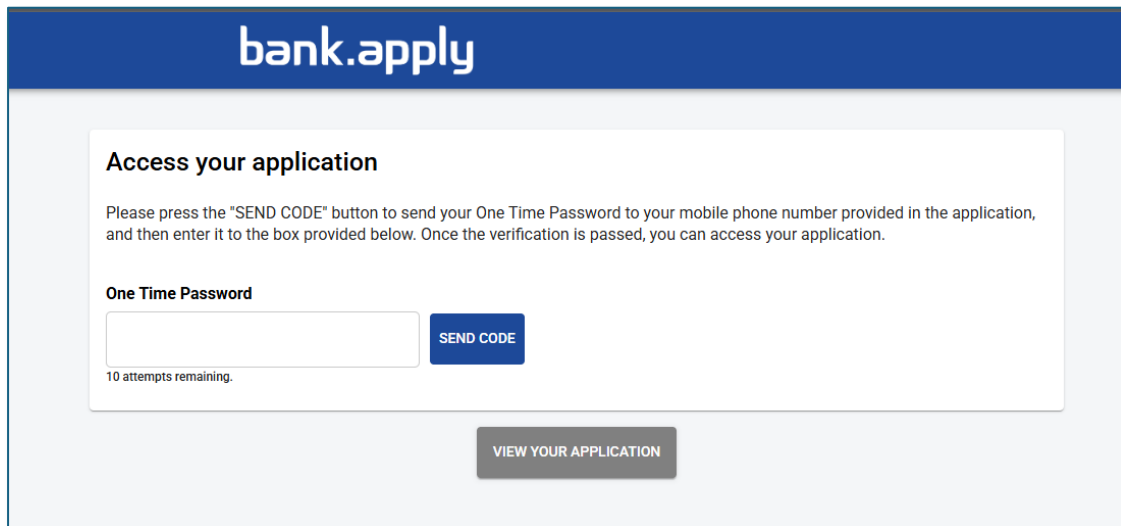 bank.apply
Access your application
Please press the "SEND CODE" button to send your One Time Password to your mobile phone number provided in the application,
and then enter it to the box provided below. Once the verification is passed, you can access your application.
One Time Password
SEND CODE
10 attempts remaining.
VIEW YOUR APPLICATION